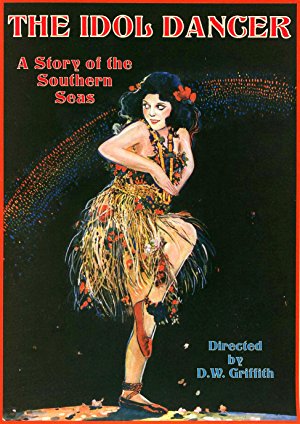 THE IDOL DANCER
A Story of the
Southern
Seas
Directed
by
D.W. Griffith